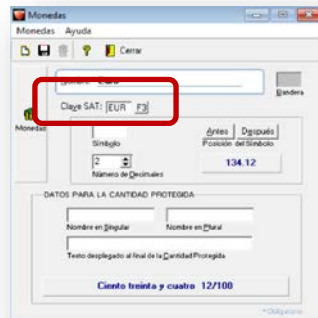 Monedas
Monedas Ayuda
Cerrar
Nombre: Euro
Bandera
Clave SAT: EUR F3
Monedas
Símbolo
Antes Después
Posición del Símbolo
2
Número de Decimales
134.12
DATOS PARA LA CANTIDAD PROTEGIDA
Nombre en Singular Nombre en Plural
Texto desplegado al final de la Cantidad Protegida
Ciento treinta y cuatro 12/100
*Obligatorio